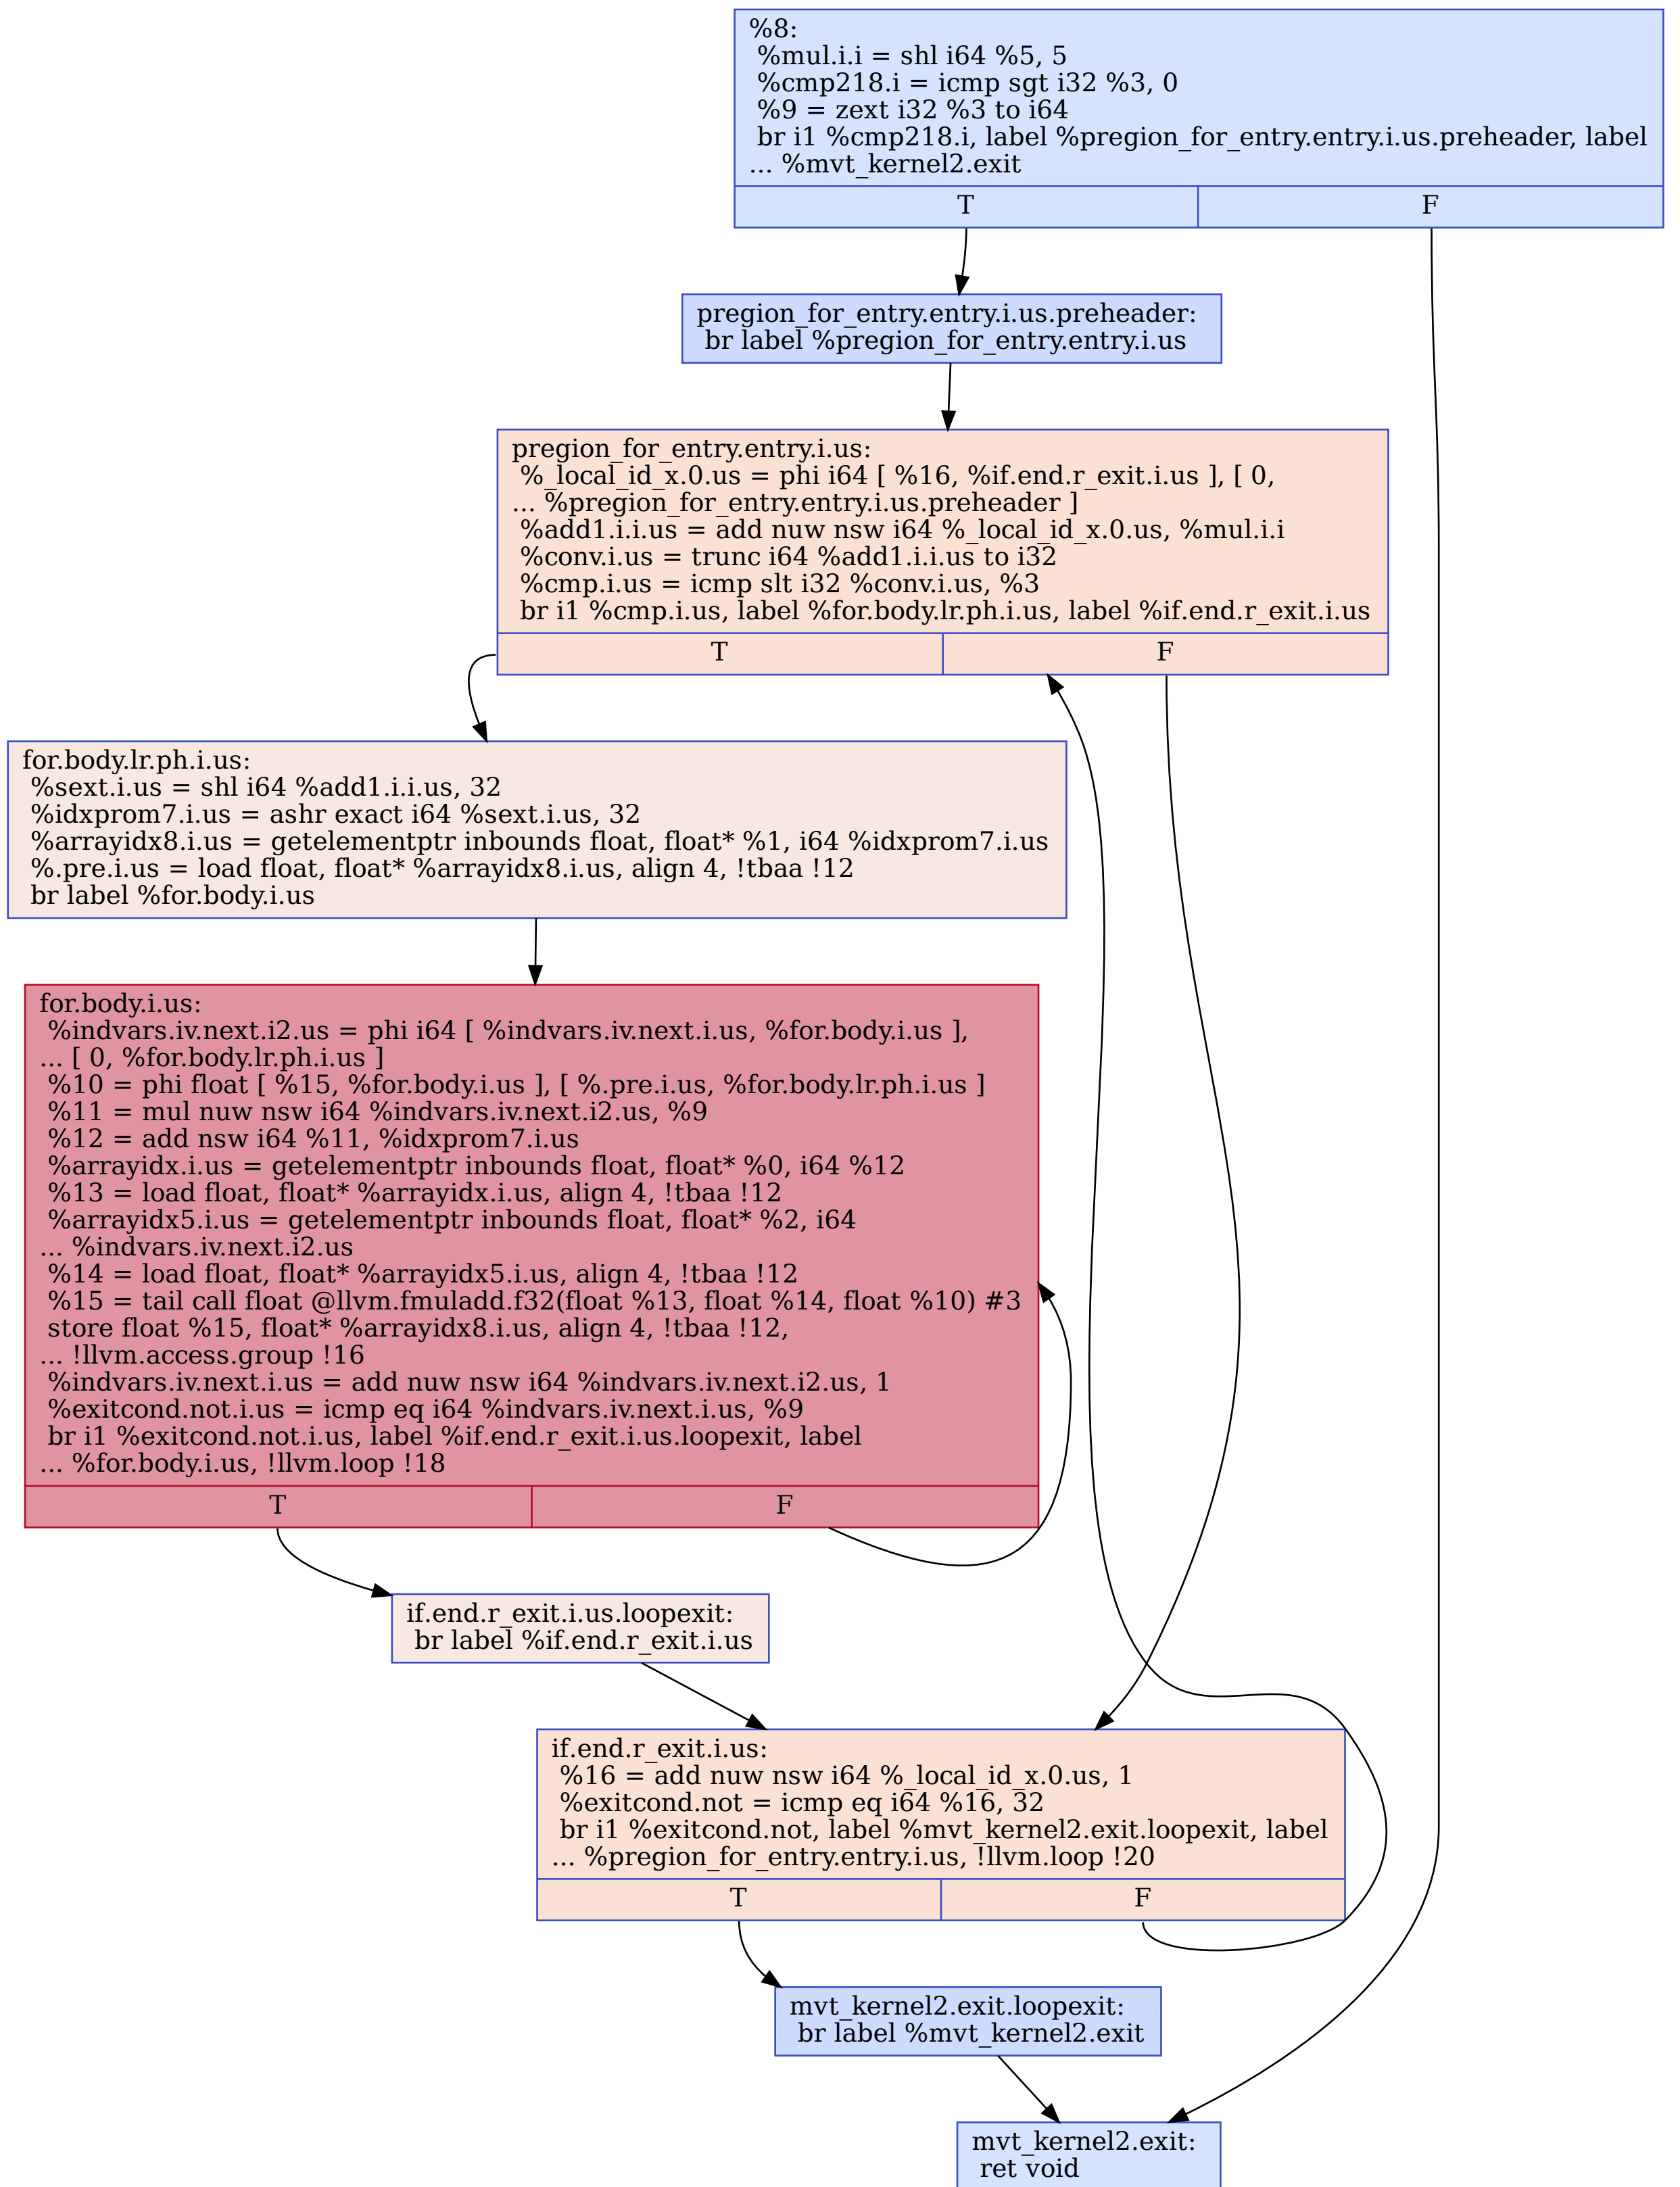 %8:
%mul.i.i = shl i64 %5, 5
%cmp218.i = icmp sgt i32 %3, 0
%9 = zext i32 %3 to i64
br i1 %cmp218.i, label %pregion_for_entry.entry.i.us.preheader, label
... %mvt_kernel2.exit
T F
pregion_for_entry.entry.i.us.preheader:
br label %pregion_for_entry.entry.i.us
pregion_for_entry.entry.i.us:
%_local_id_x.0.us = phi i64 [ %16, %if.end.r_exit.i.us ], [ 0,
... %pregion_for_entry.entry.i.us.preheader ]
%add1.i.i.us = add nuw nsw i64 %_local_id_x.0.us, %mul.i.i
%conv.i.us = trunc i64 %add1.i.i.us to i32
%cmp.i.us = icmp slt i32 %conv.i.us, %3
br i1 %cmp.i.us, label %for.body.lr.ph.i.us, label %if.end.r_exit.i.us
T F
for.body.lr.ph.i.us:
%sext.i.us = shl i64 %add1.i.i.us, 32
%idxprom7.i.us = ashr exact i64 %sext.i.us, 32
%arrayidx8.i.us = getelementptr inbounds float, float* %1, i64 %idxprom7.i.us
%.pre.i.us = load float, float* %arrayidx8.i.us, align 4, !tbaa !12
br label %for.body.i.us
for.body.i.us:
%indvars.iv.next.i2.us = phi i64 [ %indvars.iv.next.i.us, %for.body.i.us ],
... [ 0, %for.body.lr.ph.i.us ]
%10 = phi float [ %15, %for.body.i.us ], [ %.pre.i.us, %for.body.lr.ph.i.us ]
%11 = mul nuw nsw i64 %indvars.iv.next.i2.us, %9
%12 = add nsw i64 %11, %idxprom7.i.us
%arrayidx.i.us = getelementptr inbounds float, float* %0, i64 %12
%13 = load float, float* %arrayidx.i.us, align 4, !tbaa !12
%arrayidx5.i.us = getelementptr inbounds float, float* %2, i64
... %indvars.iv.next.i2.us
%14 = load float, float* %arrayidx5.i.us, align 4, !tbaa !12
%15 = tail call float @llvm.fmuladd.f32(float %13, float %14, float %10) #3
store float %15, float* %arrayidx8.i.us, align 4, !tbaa !12,
... !llvm.access.group !16
%indvars.iv.next.i.us = add nuw nsw i64 %indvars.iv.next.i2.us, 1
%exitcond.not.i.us = icmp eq i64 %indvars.iv.next.i.us, %9
br i1 %exitcond.not.i.us, label %if.end.r_exit.i.us.loopexit, label
... %for.body.i.us, !llvm.loop !18
T F
if.end.r_exit.i.us.loopexit:
br label %if.end.r_exit.i.us
if.end.r_exit.i.us:
%16 = add nuw nsw i64 %_local_id_x.0.us, 1
%exitcond.not = icmp eq i64 %16, 32
br i1 %exitcond.not, label %mvt_kernel2.exit.loopexit, label
... %pregion_for_entry.entry.i.us, !llvm.loop !20
T F
mvt_kernel2.exit.loopexit:
br label %mvt_kernel2.exit
mvt_kernel2.exit:
ret void